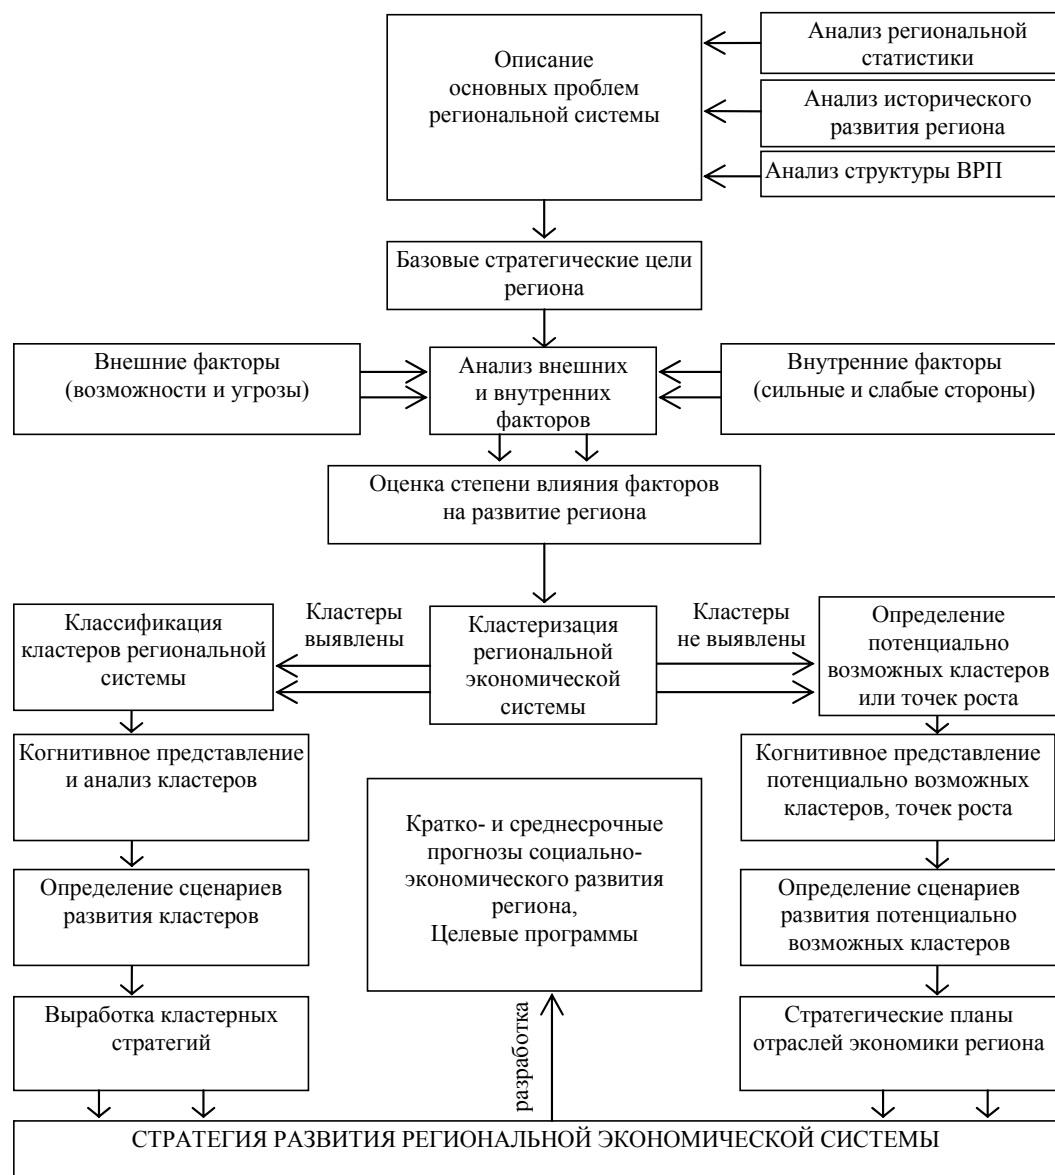 Описание
основных проблем
региональной системы
Анализ региональной
статистики
Анализ исторического
развития региона
Анализ структуры ВРП
Базовые стратегические цели
региона
Внешние факторы
(возможности и угрозы)
Анализ внешних
и внутренних
факторов
Внутренние факторы
(сильные и слабые стороны)
Оценка степени влияния факторов
на развитие региона
Классификация
кластеров региональной
системы
Кластеры
выявлены
Кластеризация
региональной
экономической
системы
Кластеры
не выявлены
Определение
потенциально
возможных кластеров
или точек роста
Когнитивное представление
и анализ кластеров
Кратко- и среднесрочные
прогнозы социально-
экономического развития
региона,
Целевые программы
Когнитивное представление
потенциально возможных
кластеров, точек роста
Определение сценариев
развития кластеров
Определение сценариев
развития потенциально
возможных кластеров
Выработка кластерных
стратегий
разработка
Стратегические планы
отраслей экономики региона
СТРАТЕГИЯ РАЗВИТИЯ РЕГИОНАЛЬНОЙ ЭКОНОМИЧЕСКОЙ СИСТЕМЫ